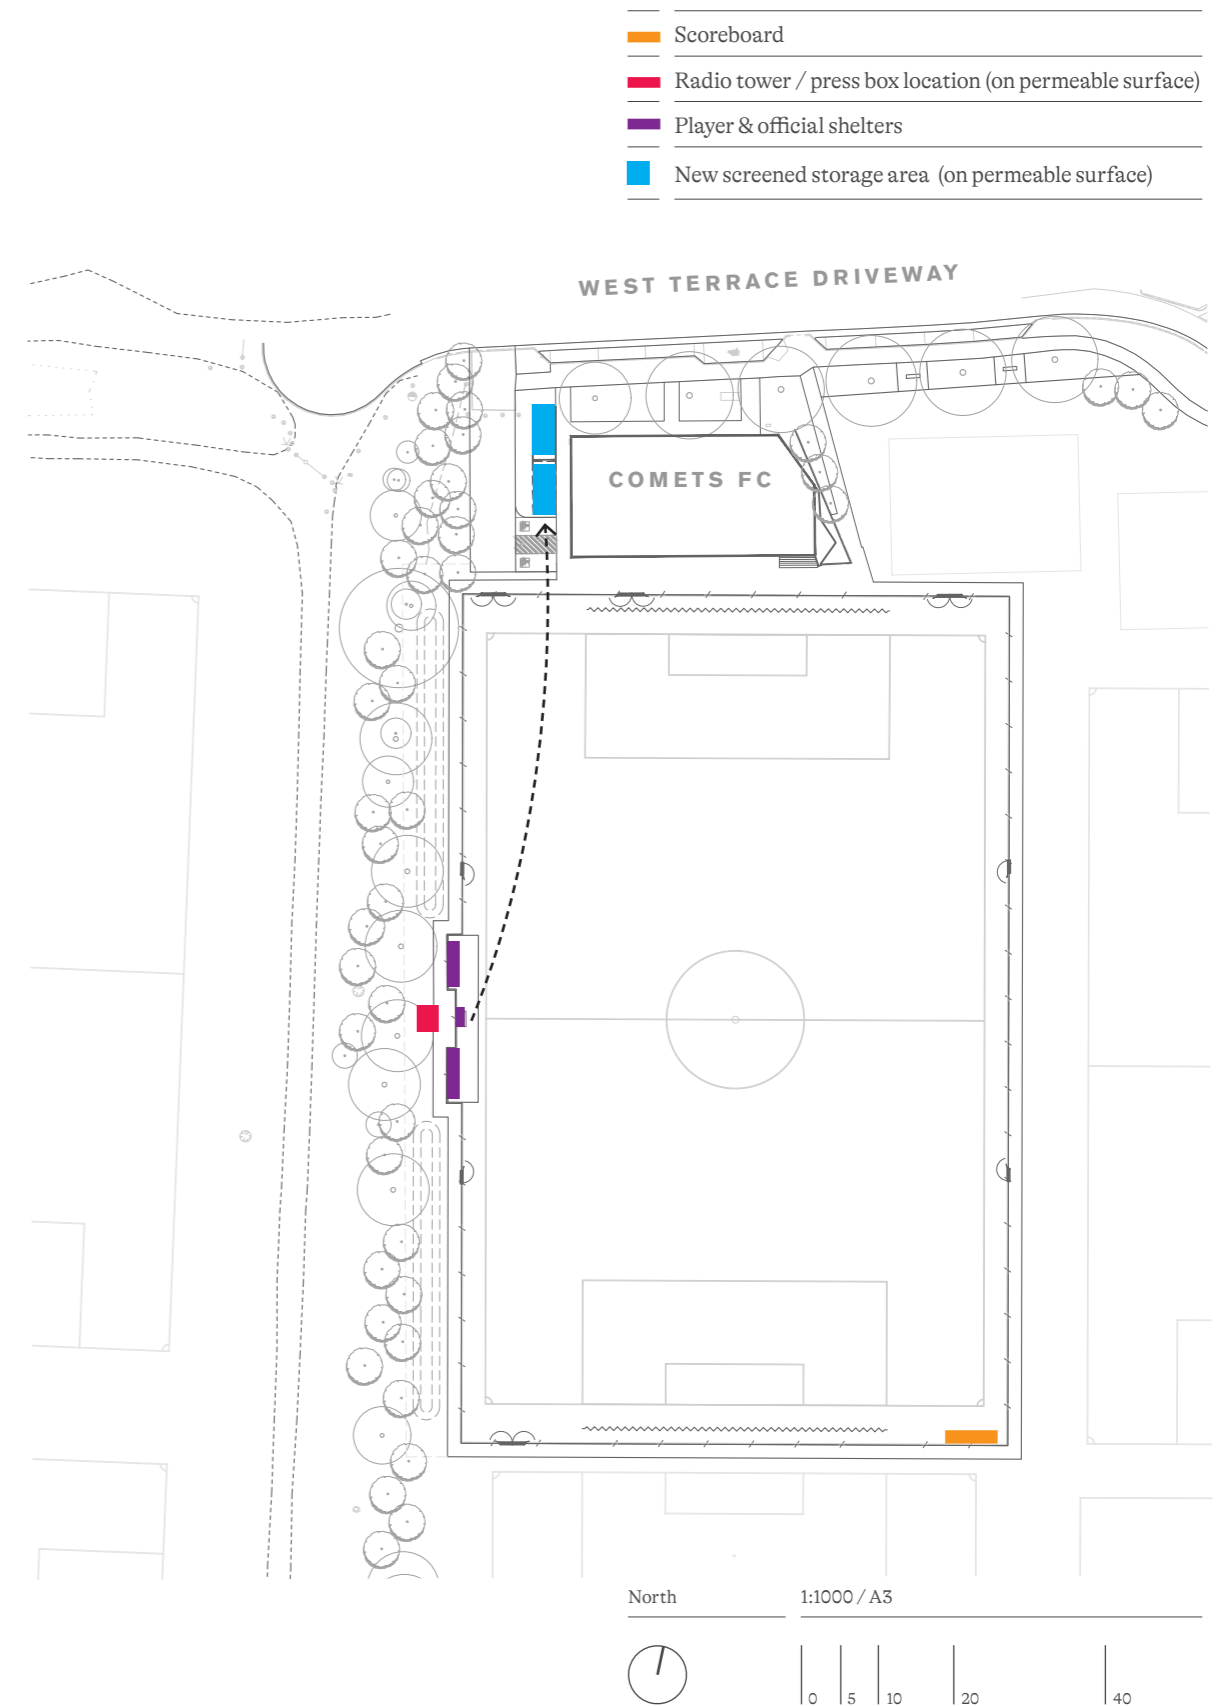 Scoreboard
Radio tower / press box location (on permeable surface)
Player & official shelters
New screened storage area (on permeable surface)
WEST TERRACE DRIVEWAY
COMETS FC
North
1:1000 / A3
0 5 10 20 40